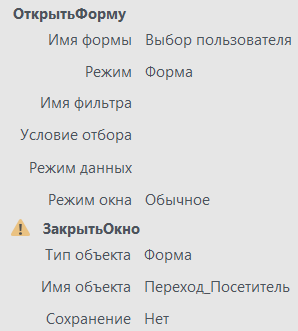 ОткрытьФорму
Имя формы Выбор пользователя
Режим Форма
Имя фильтра
Условие отбора
Режим данных
Режим окна Обычное
ЗакрытьОкно
Тип объекта Форма
Имя объекта Переход_Посетитель
Сохранение Нет